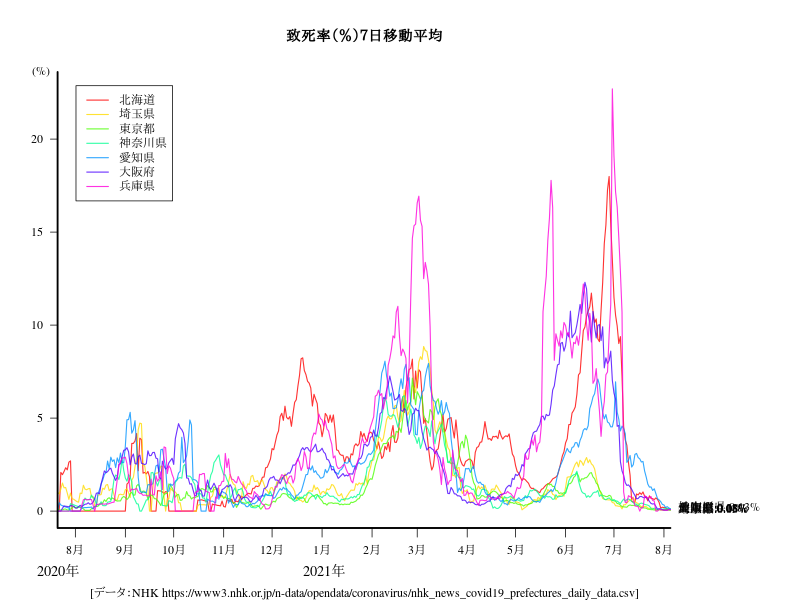 致死率(%)7日移動平均
(%)
20
15
10
5
0
北海道
埼玉県
東京都
神奈川県
愛知県
大阪府
兵庫県
8月 9月 10月 11月 12月 1月 2月 3月 4月 5月 6月 7月 8月
2020年 2021年
[データ:NHK https://www3.nhk.or.jp/n-data/opendata/coronavirus/nhk_news_covid19_prefectures_daily_data.csv]